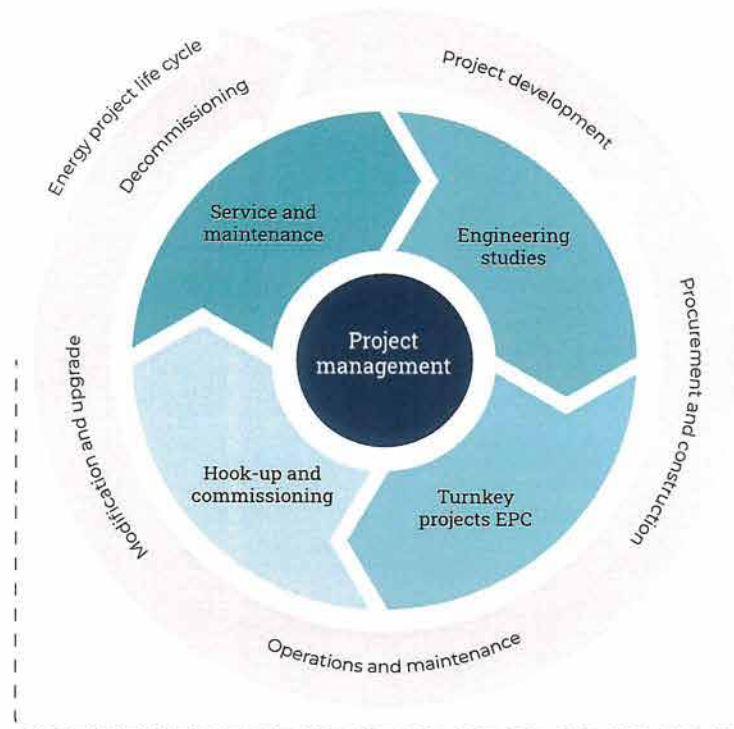 Energy project life cycle
Decommissioning
Project development
Procurement and construction
Operations and maintenance
Modification and upgrade
Service and
maintenance
Engineering
studies
Project
management
Hook-up and
commissioning
Turnkey
projects EPC